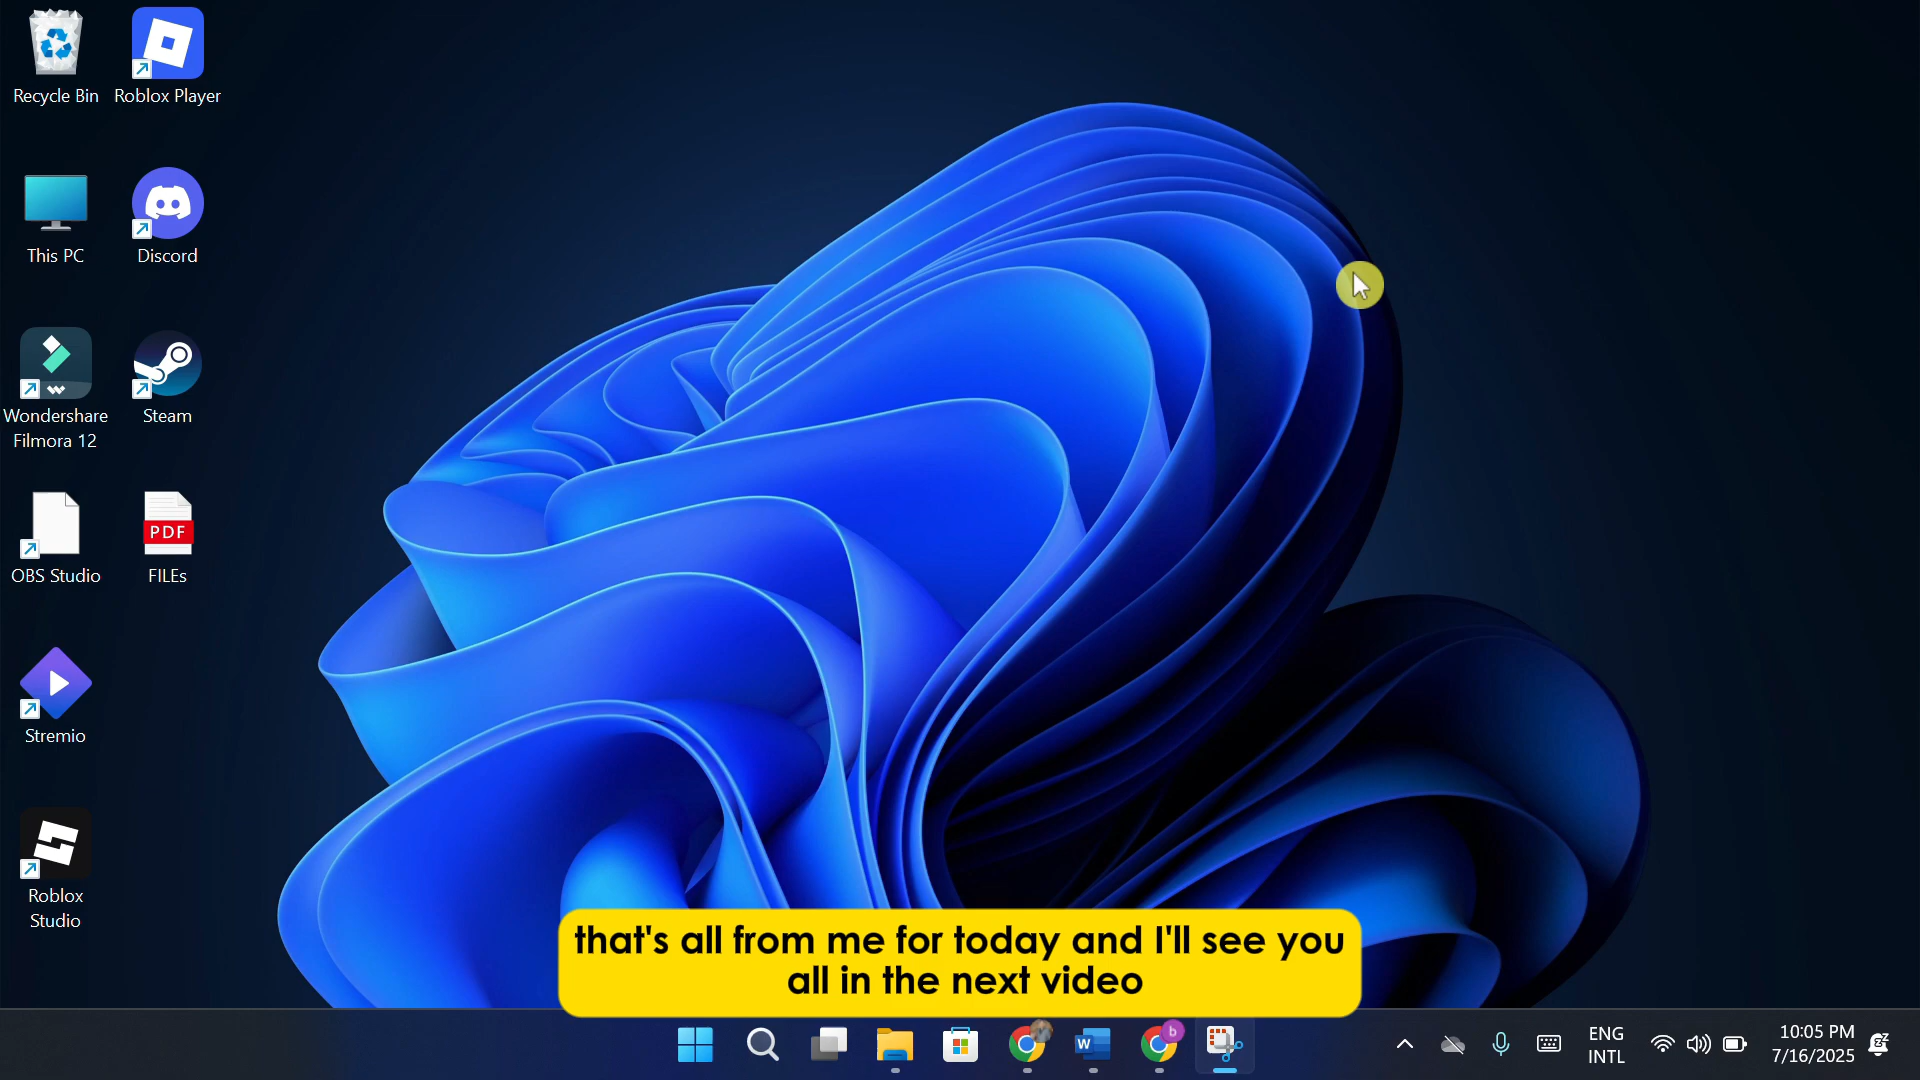 Recycle Bin
Roblox Player
This PC
Discord
Wondershare
Filmora 12
Steam
OBS Studio
PDF
FILEs
Stremio
Roblox
Studio
that's all from me for today and I'll see you
all in the next video
W
b
ENG
INTL
10:05 PM
7/16/2025